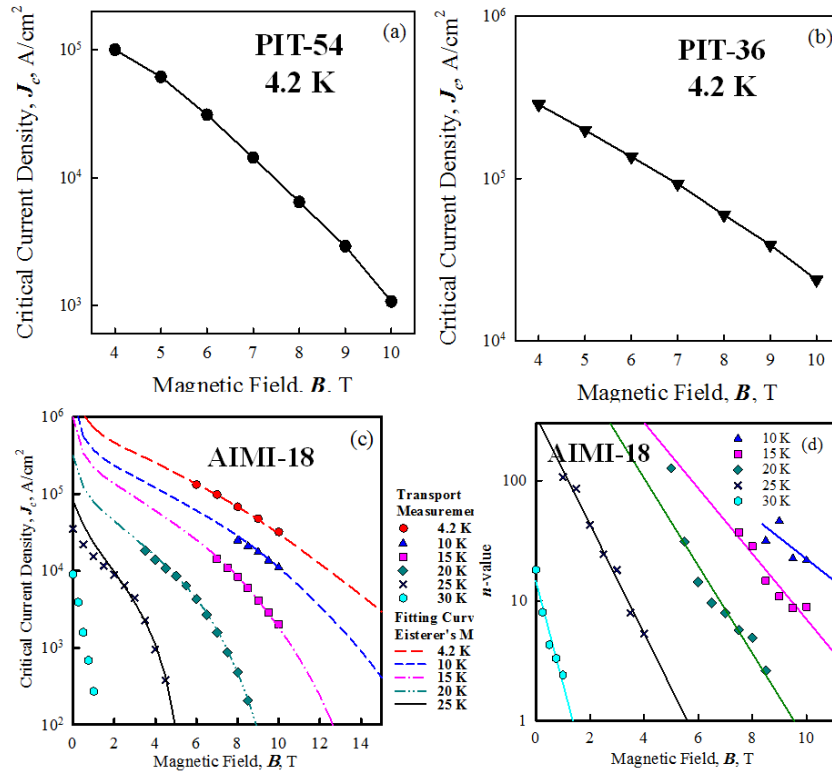 (a)
PIT-54
4.2 K
Critical Current Density, Jc, A/cm²
10⁵
10⁴
10³
4 5 6 7 8 9 10
Magnetic Field, B, T
(b)
PIT-36
4.2 K
Critical Current Density, Jc, A/cm²
10⁶
10⁵
10⁴
4 5 6 7 8 9 10
Magnetic Field, B, T
(c)
AIMI-18
Critical Current Density, Jc, A/cm²
10⁶
10⁵
10⁴
10³
10²
0 2 4 6 8 10 12 14
Magnetic Field, B, T
Transport
Measurement
4.2 K
10 K
15 K
20 K
25 K
30 K
Fitting Curv
Eisterer's M
4.2 K
10 K
15 K
20 K
25 K
(d)
AIMI-18
10 K
15 K
20 K
25 K
30 K
n-value
100
10
1
0 2 4 6 8 10
Magnetic Field, B, T